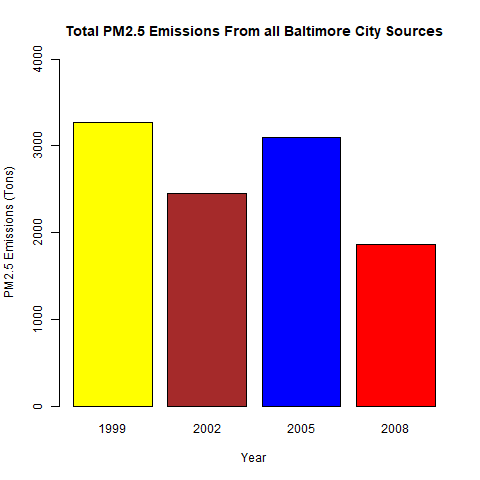 Total PM2.5 Emissions From all Baltimore City Sources
PM2.5 Emissions (Tons)
4000
3000
2000
1000
0
1999 2002 2005 2008
Year